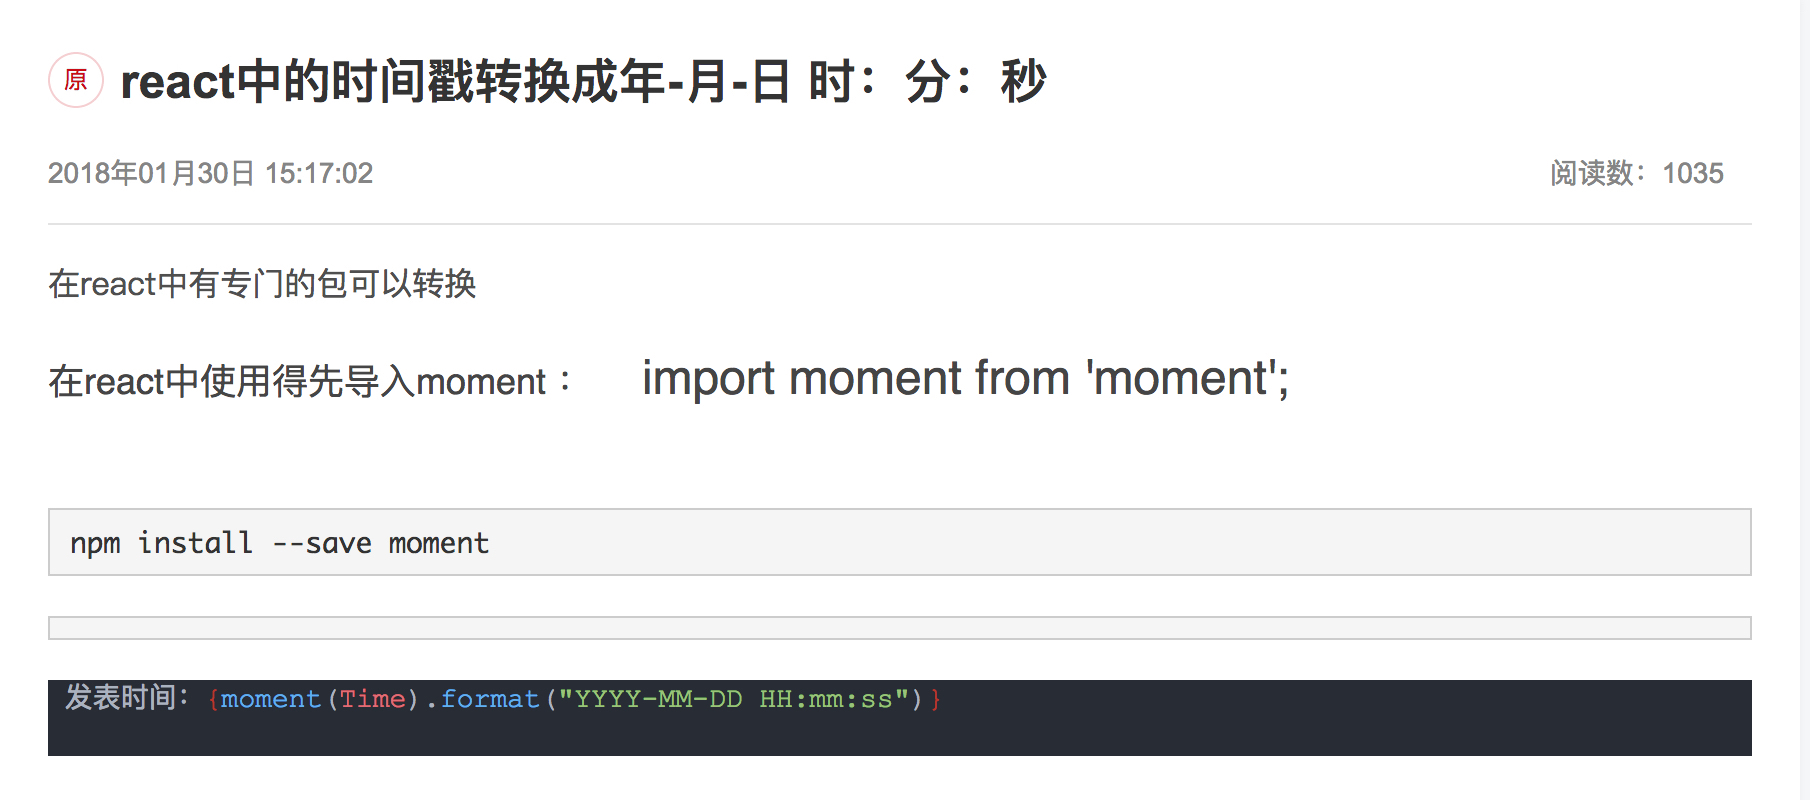 原 react中的时间戳转换成年-月-日 时：分：秒
2018年01月30日 15:17:02 阅读数：1035
在react中有专门的包可以转换
在react中使用得先导入moment： import moment from 'moment';
npm install --save moment
发表时间：{moment(Time).format("YYYY-MM-DD HH:mm:ss")}